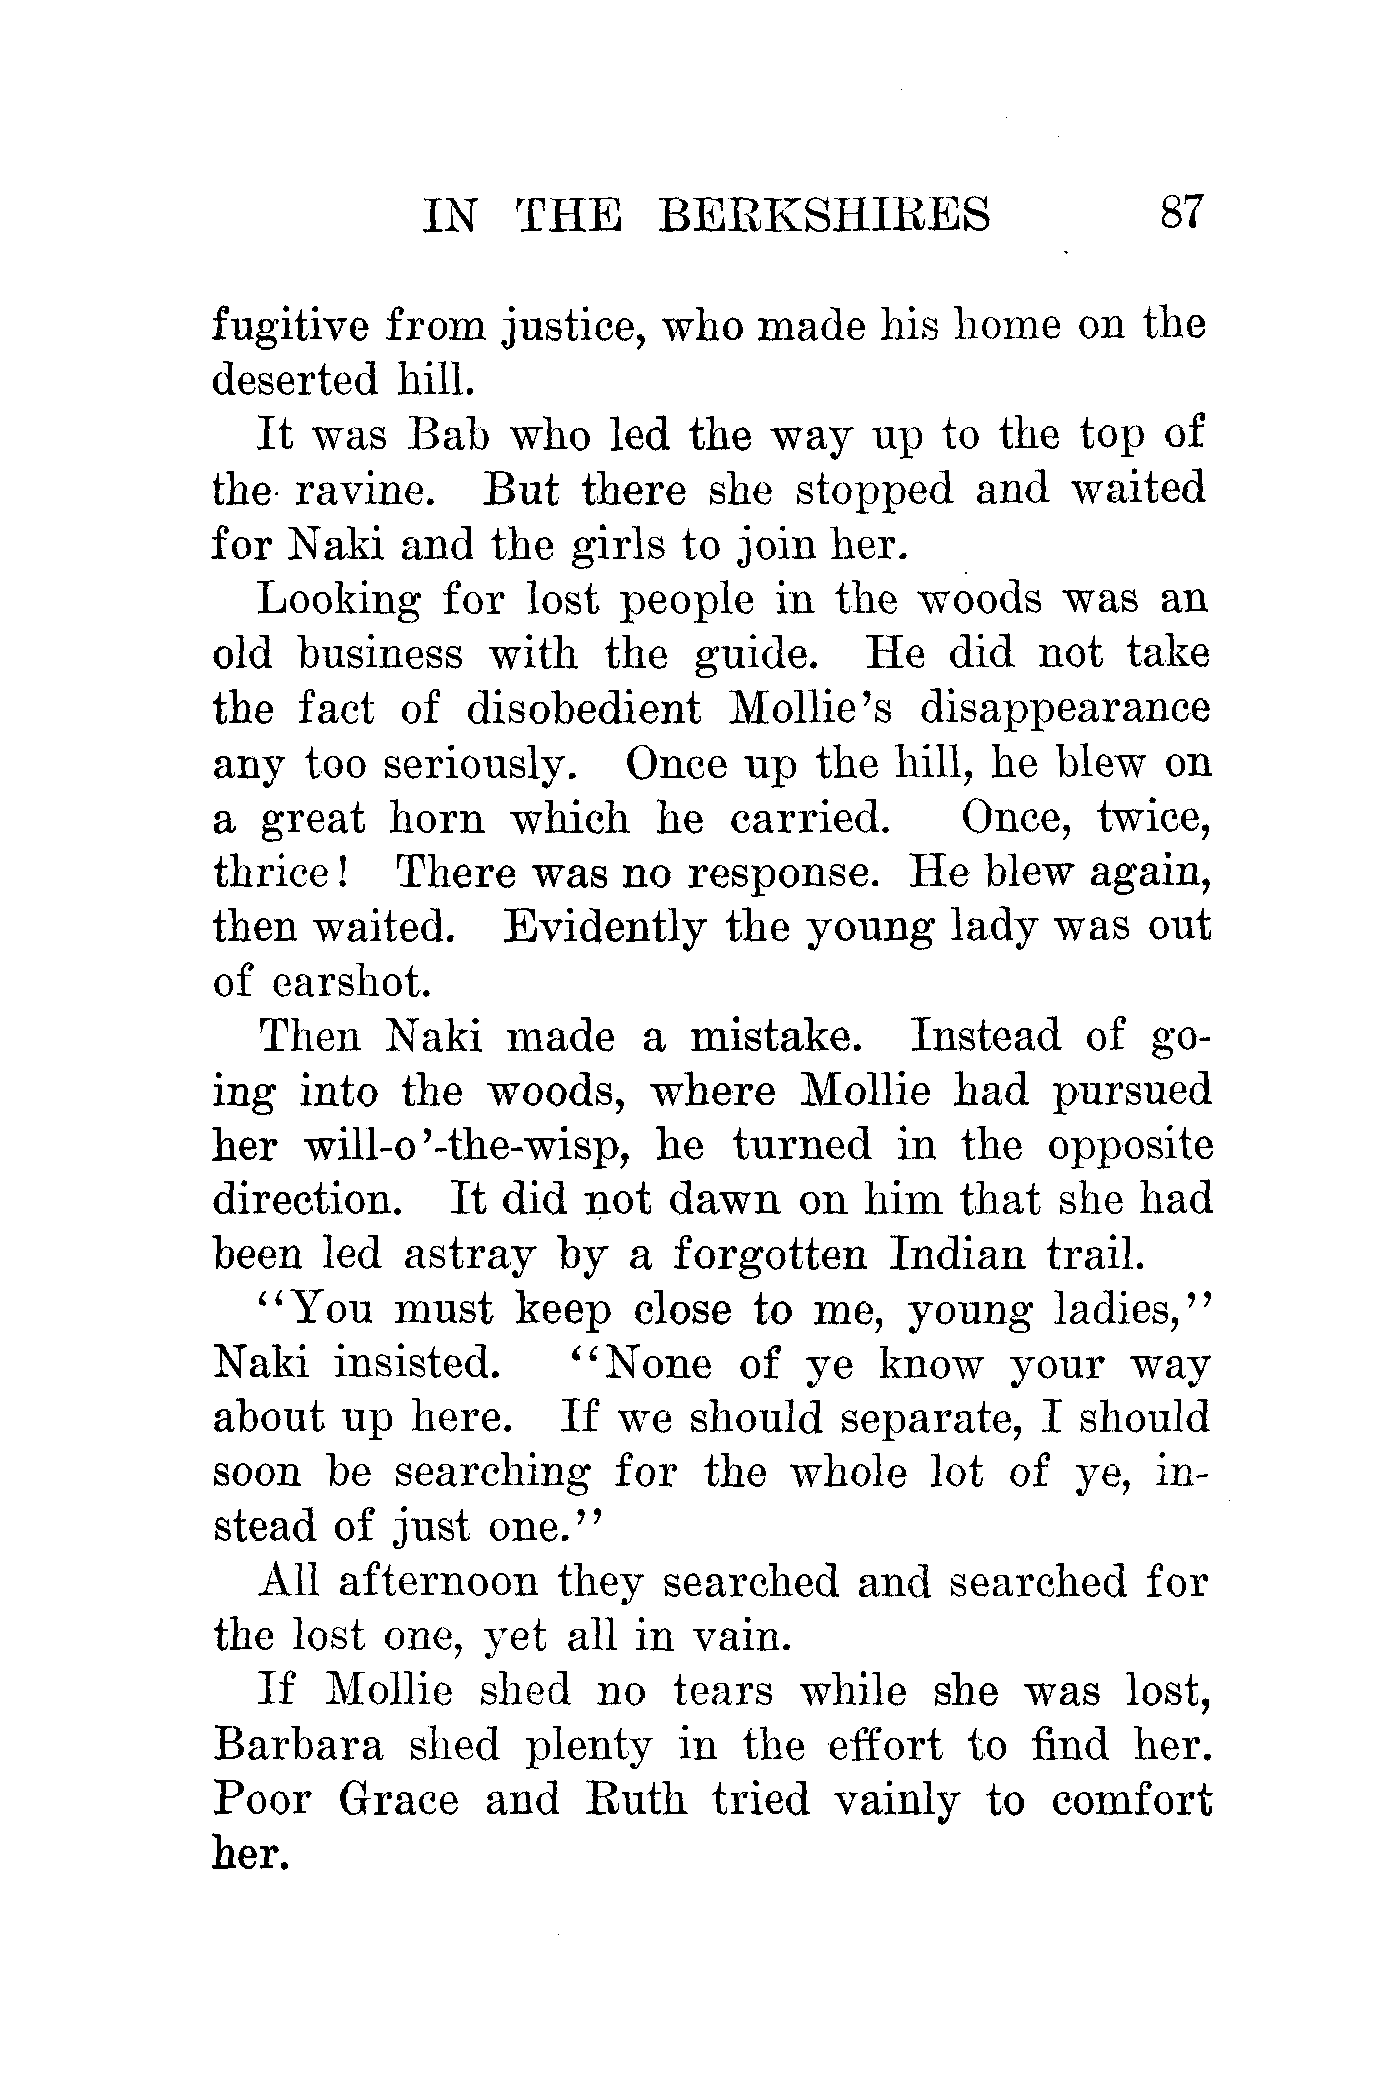 IN THE BERKSHIRES 87
fugitive from justice, who made his home on the
deserted hill.
It was Bab who led the way up to the top of
the ravine. But there she stopped and waited
for Naki and the girls to join her.
Looking for lost people in the woods was an
old business with the guide. He did not take
the fact of disobedient Mollie's disappearance
any too seriously. Once up the hill, he blew on
a great horn which he carried. Once, twice,
thrice! There was no response. He blew again,
then waited. Evidently the young lady was out
of earshot.
Then Naki made a mistake. Instead of go-
ing into the woods, where Mollie had pursued
her will-o'-the-wisp, he turned in the opposite
direction. It did not dawn on him that she had
been led astray by a forgotten Indian trail.
"You must keep close to me, young ladies,"
Naki insisted. "None of ye know your way
about up here. If we should separate, I should
soon be searching for the whole lot of ye, in-
stead of just one."
All afternoon they searched and searched for
the lost one, yet all in vain.
If Mollie shed no tears while she was lost,
Barbara shed plenty in the effort to find her.
Poor Grace and Ruth tried vainly to comfort
her.